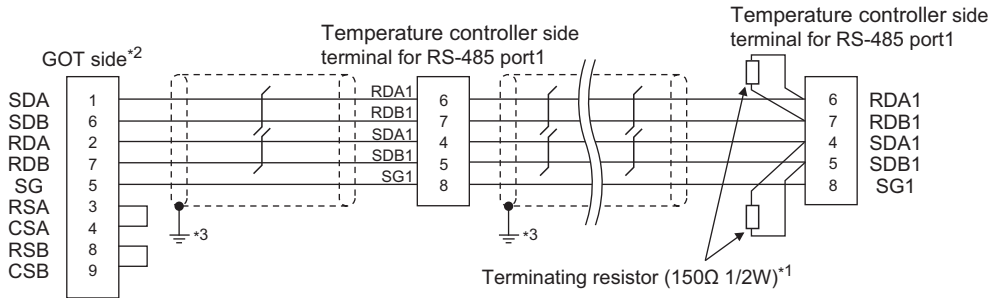 Temperature controller side
terminal for RS-485 port1
Temperature controller side
terminal for RS-485 port1
GOT side*2
SDA 1
SDB 6
RDA 2
RDB 7
SG 5
RSA 3
CSA 4
RSB 8
CSB 9
RDA1 6
RDB1 7
SDA1 4
SDB1 5
SG1 8
6 RDA1
7 RDB1
4 SDA1
5 SDB1
8 SG1
*3
*3
Terminating resistor (150Ω 1/2W)*1